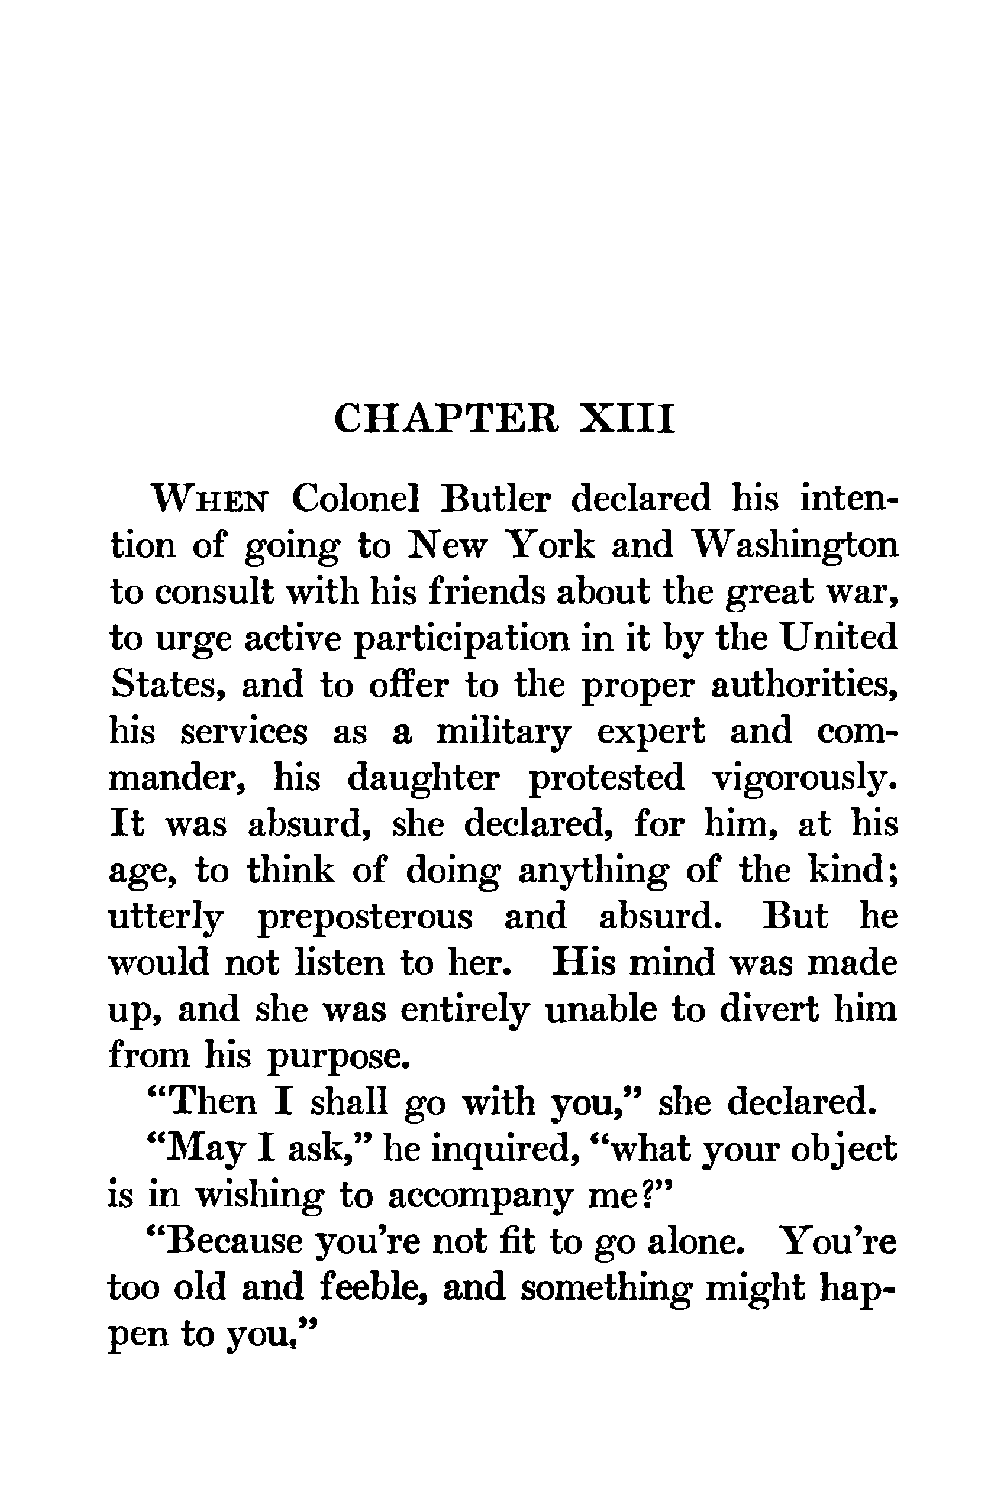 CHAPTER XIII
WHEN Colonel Butler declared his inten-
tion of going to New York and Washington
to consult with his friends about the great war,
to urge active participation in it by the United
States, and to offer to the proper authorities,
his services as a military expert and com-
mander, his daughter protested vigorously.
It was absurd, she declared, for him, at his
age, to think of doing anything of the kind;
utterly preposterous and absurd. But he
would not listen to her. His mind was made
up, and she was entirely unable to divert him
from his purpose.
“Then I shall go with you,” she declared.
“May I ask,” he inquired, “what your object
is in wishing to accompany me?”
“Because you’re not fit to go alone. You’re
too old and feeble, and something might hap-
pen to you.”